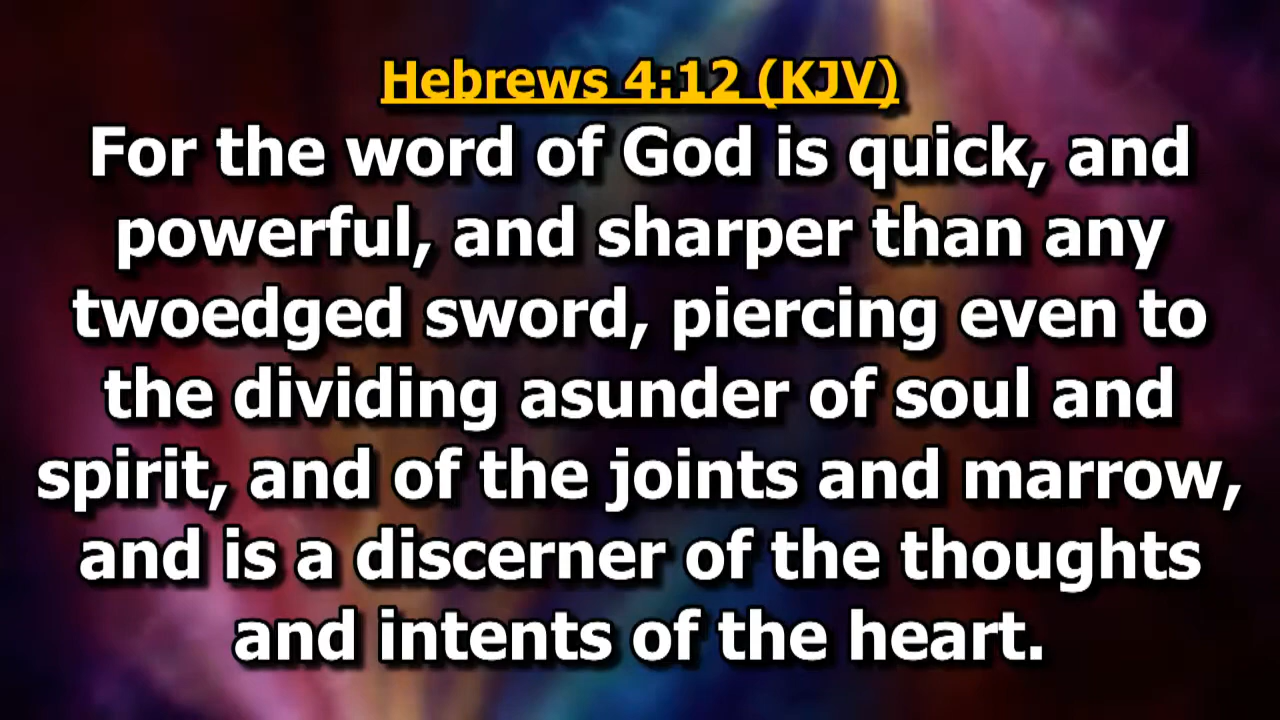 Hebrews 4:12 (KJV)
For the word of God is quick, and
powerful, and sharper than any
twoedged sword, piercing even to
the dividing asunder of soul and
spirit, and of the joints and marrow,
and is a discerner of the thoughts
and intents of the heart.